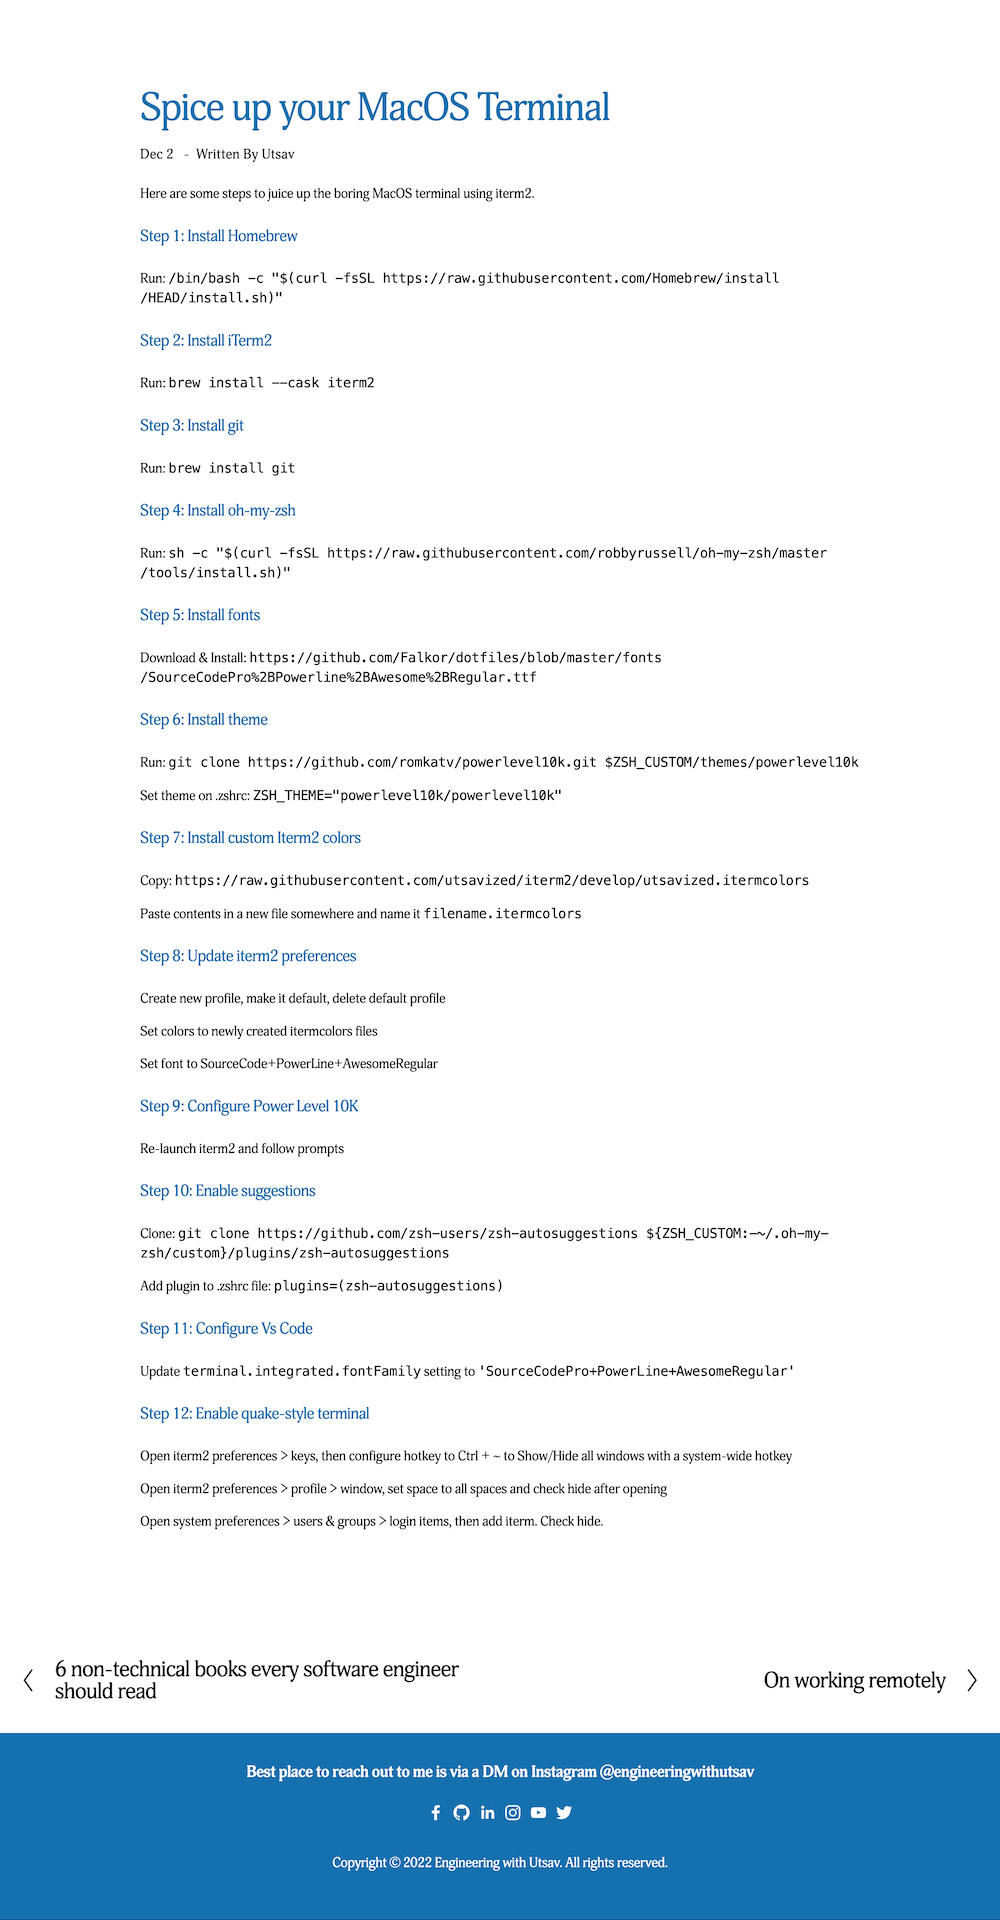 Spice up your MacOS Terminal
Dec 2 - Written By Utsav
Here are some steps to juice up the boring MacOS terminal using iterm2.
Step 1: Install Homebrew
Run: /bin/bash -c "$(curl -fsSL https://raw.githubusercontent.com/Homebrew/install
/HEAD/install.sh)"
Step 2: Install iTerm2
Run: brew install --cask iterm2
Step 3: Install git
Run: brew install git
Step 4: Install oh-my-zsh
Run: sh -c "$(curl -fsSL https://raw.githubusercontent.com/robbyrussell/oh-my-zsh/master
/tools/install.sh)"
Step 5: Install fonts
Download & Install: https://github.com/Falkor/dotfiles/blob/master/fonts
/SourceCodePro%2BPowerline%2BAwesome%2BRegular.ttf
Step 6: Install theme
Run: git clone https://github.com/romkatv/powerlevel10k.git $ZSH_CUSTOM/themes/powerlevel10k
Set theme on .zshrc: ZSH_THEME="powerlevel10k/powerlevel10k"
Step 7: Install custom Iterm2 colors
Copy: https://raw.githubusercontent.com/utsavized/iterm2/develop/utsavized.itermcolors
Paste contents in a new file somewhere and name it filename.itermcolors
Step 8: Update iterm2 preferences
Create new profile, make it default, delete default profile
Set colors to newly created itermcolors files
Set font to SourceCode+PowerLine+AwesomeRegular
Step 9: Configure Power Level 10K
Re-launch iterm2 and follow prompts
Step 10: Enable suggestions
Clone: git clone https://github.com/zsh-users/zsh-autosuggestions ${ZSH_CUSTOM:-~/.oh-my-
zsh/custom}/plugins/zsh-autosuggestions
Add plugin to .zshrc file: plugins=(zsh-autosuggestions)
Step 11: Configure Vs Code
Update terminal.integrated.fontFamily setting to 'SourceCodePro+PowerLine+AwesomeRegular'
Step 12: Enable quake-style terminal
Open iterm2 preferences > keys, then configure hotkey to Ctrl + ~ to Show/Hide all windows with a system-wide hotkey
Open iterm2 preferences > profile > window, set space to all spaces and check hide after opening
Open system preferences > users & groups > login items, then add iterm. Check hide.
6 non-technical books every software engineer
should read
On working remotely
Best place to reach out to me is via a DM on Instagram @engineeringwithutsav
Copyright © 2022 Engineering with Utsav. All rights reserved.